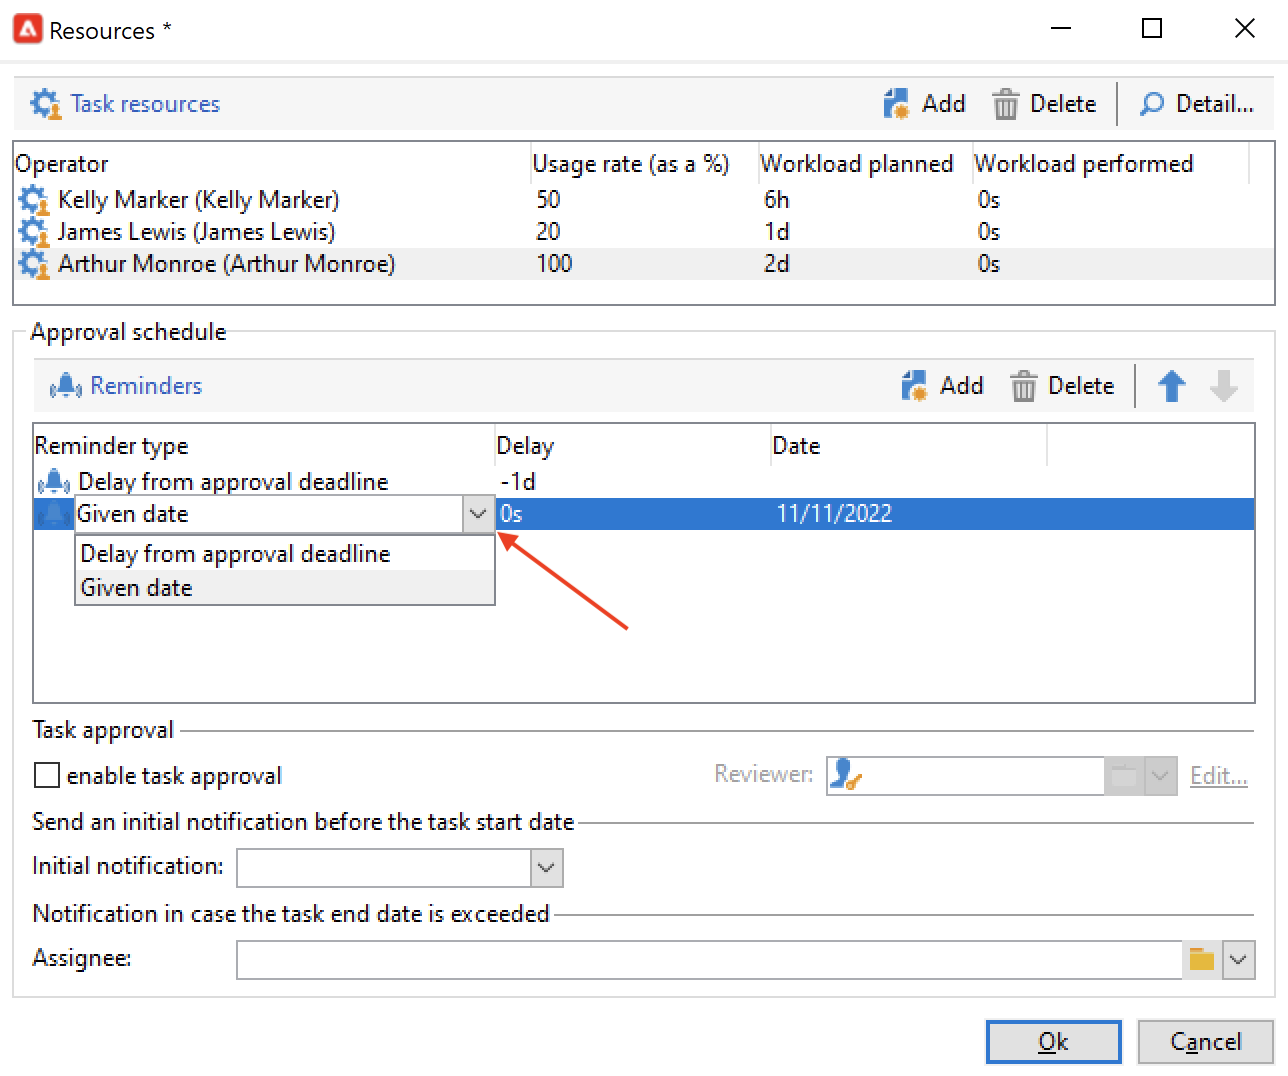 Resources *
Task resources Add Delete Detail...
Operator Usage rate (as a %) Workload planned Workload performed
Kelly Marker (Kelly Marker) 50 6h 0s
James Lewis (James Lewis) 20 1d 0s
Arthur Monroe (Arthur Monroe) 100 2d 0s
Approval schedule
Reminders Add Delete
Reminder type Delay Date
Delay from approval deadline -1d
Given date 0s 11/11/2022
Delay from approval deadline
Given date
Task approval
enable task approval Reviewer: Edit...
Send an initial notification before the task start date
Initial notification:
Notification in case the task end date is exceeded
Assignee:
Ok Cancel